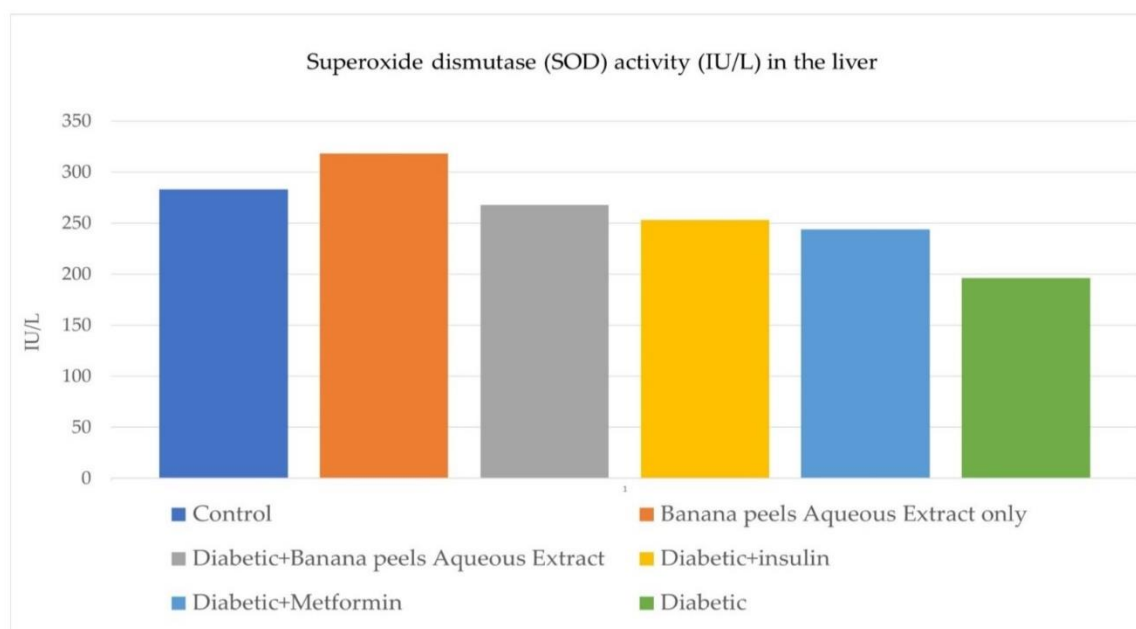 Superoxide dismutase (SOD) activity (IU/L) in the liver
350
300
250
200
150
100
50
0
IU/L
1
Control
Banana peels Aqueous Extract only
Diabetic+Banana peels Aqueous Extract
Diabetic+insulin
Diabetic+Metformin
Diabetic